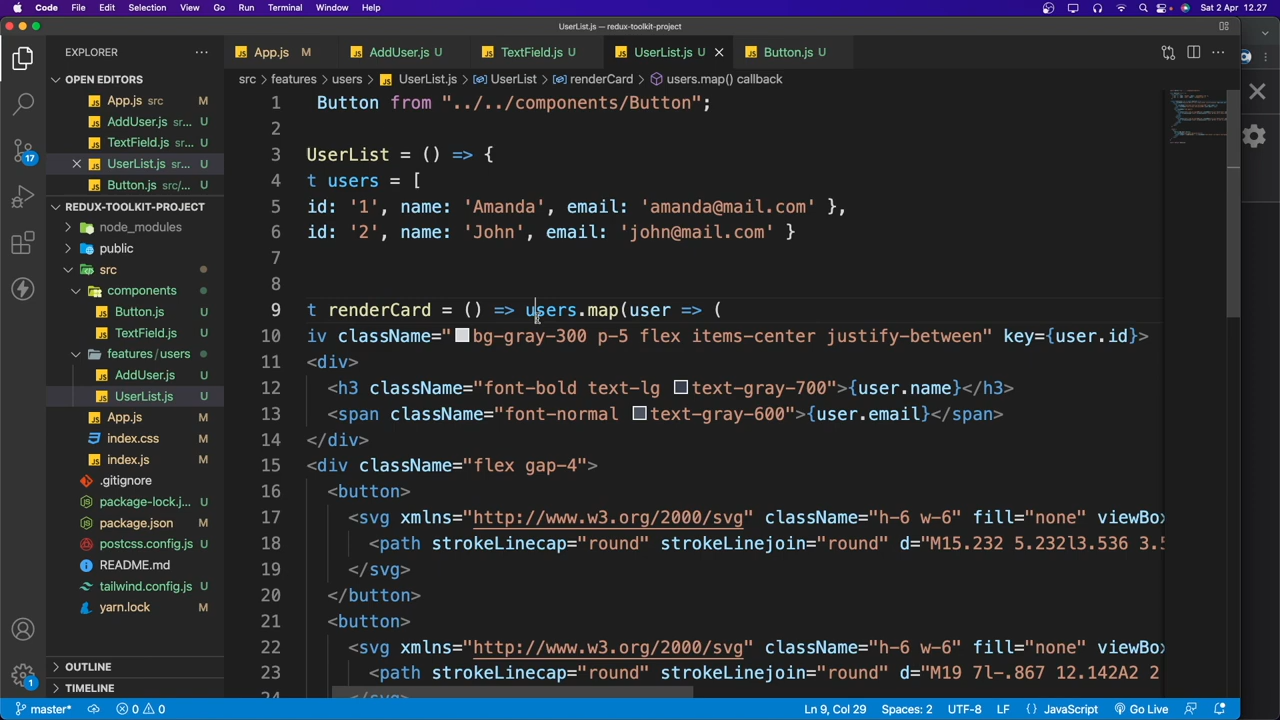 Code File Edit Selection View Go Run Terminal Window Help Sat 2 Apr 12.27
UserList.js — redux-toolkit-project
EXPLORER
App.js M AddUser.js U TextField.js U UserList.js U Button.js U
src > features > users > UserList.js > UserList > renderCard > users.map() callback
OPEN EDITORS
App.js src M
AddUser.js sr... U
TextField.js sr... U
UserList.js sr... U
Button.js src/... U
REDUX-TOOLKIT-PROJECT
node_modules
public
src
components
Button.js U
TextField.js U
features/users
AddUser.js U
UserList.js U
App.js M
index.css M
index.js M
.gitignore
package-lock.j... U
package.json M
postcss.config.js U
README.md
tailwind.config.js U
yarn.lock M
OUTLINE
TIMELINE
17
1
1 Button from "../../components/Button";
2
3 UserList = () => {
4 t users = [
5 id: '1', name: 'Amanda', email: 'amanda@mail.com' },
6 id: '2', name: 'John', email: 'john@mail.com' }
7
8
9 t renderCard = () => users.map(user => (
10 iv className="bg-gray-300 p-5 flex items-center justify-between" key={user.id}>
11 <div>
12 <h3 className="font-bold text-lg text-gray-700">{user.name}</h3>
13 <span className="font-normal text-gray-600">{user.email}</span>
14 </div>
15 <div className="flex gap-4">
16 <button>
17 <svg xmlns="http://www.w3.org/2000/svg" className="h-6 w-6" fill="none" viewBox
18 <path strokeLinecap="round" strokeLinejoin="round" d="M15.232 5.232l3.536 3.5
19 </svg>
20 </button>
21 <button>
22 <svg xmlns="http://www.w3.org/2000/svg" className="h-6 w-6" fill="none" viewBox
23 <path strokeLinecap="round" strokeLinejoin="round" d="M19 7l-.867 12.142A2 2
24 </svg>
master* 0 0 Ln 9, Col 29 Spaces: 2 UTF-8 LF {} JavaScript Go Live